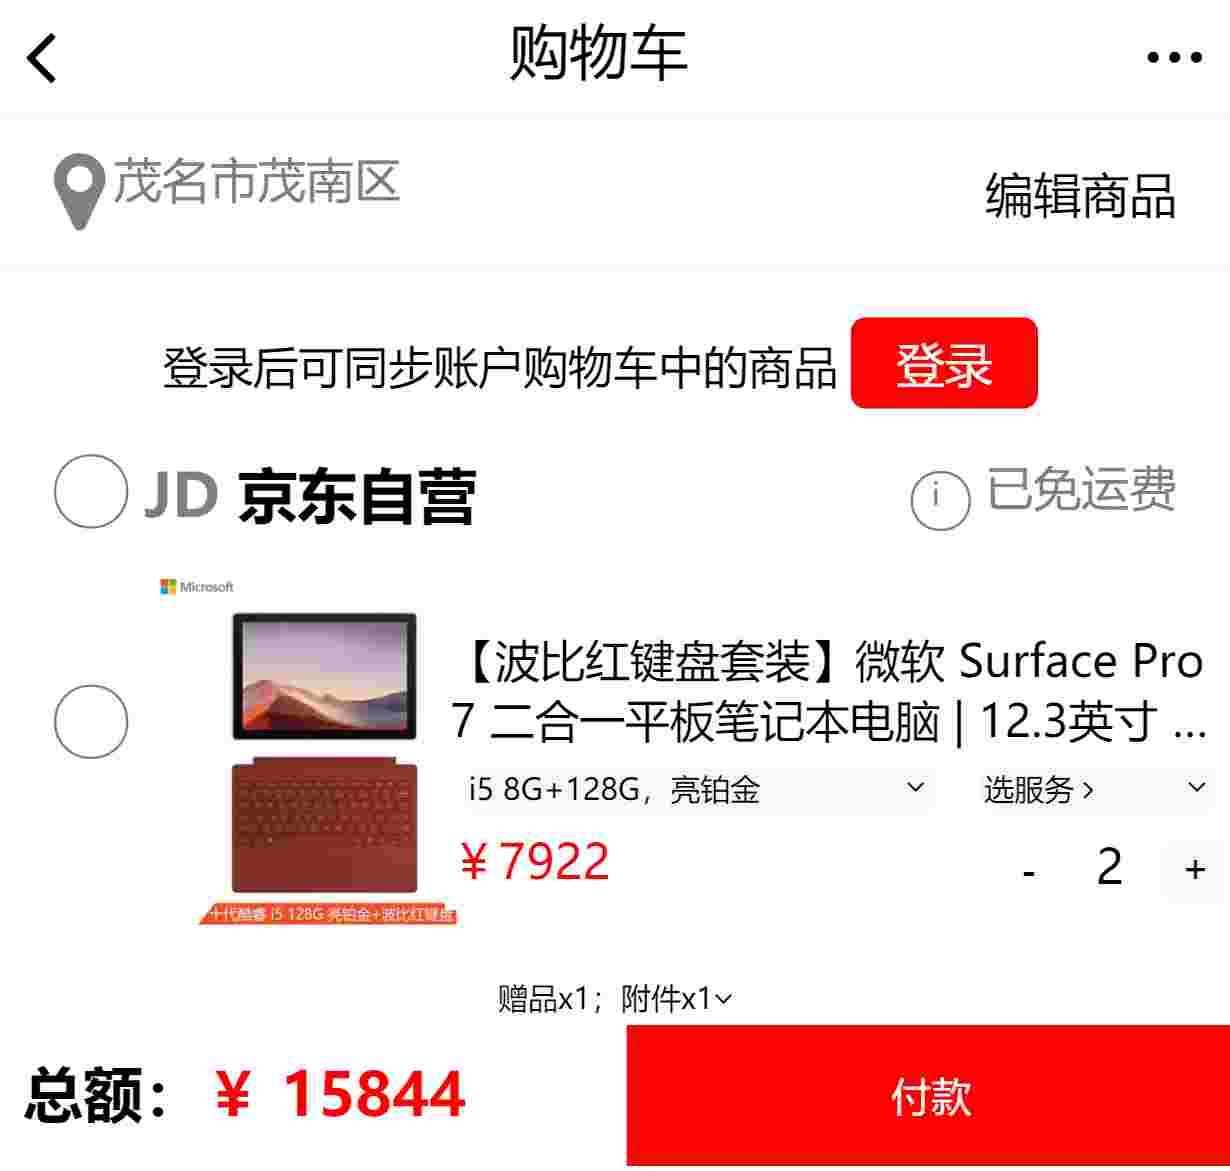 购物车
茂名市茂南区
编辑商品
登录后可同步账户购物车中的商品 登录
JD 京东自营
i 已免运费
Microsoft
【波比红键盘套装】微软 Surface Pro
7 二合一平板笔记本电脑 | 12.3英寸 ...
i5 8G+128G，亮铂金
选服务 >
¥ 7922
- 2 +
十代酷睿 i5 128G 亮铂金+波比红键盘
赠品x1；附件x1
总额： ¥ 15844
付款